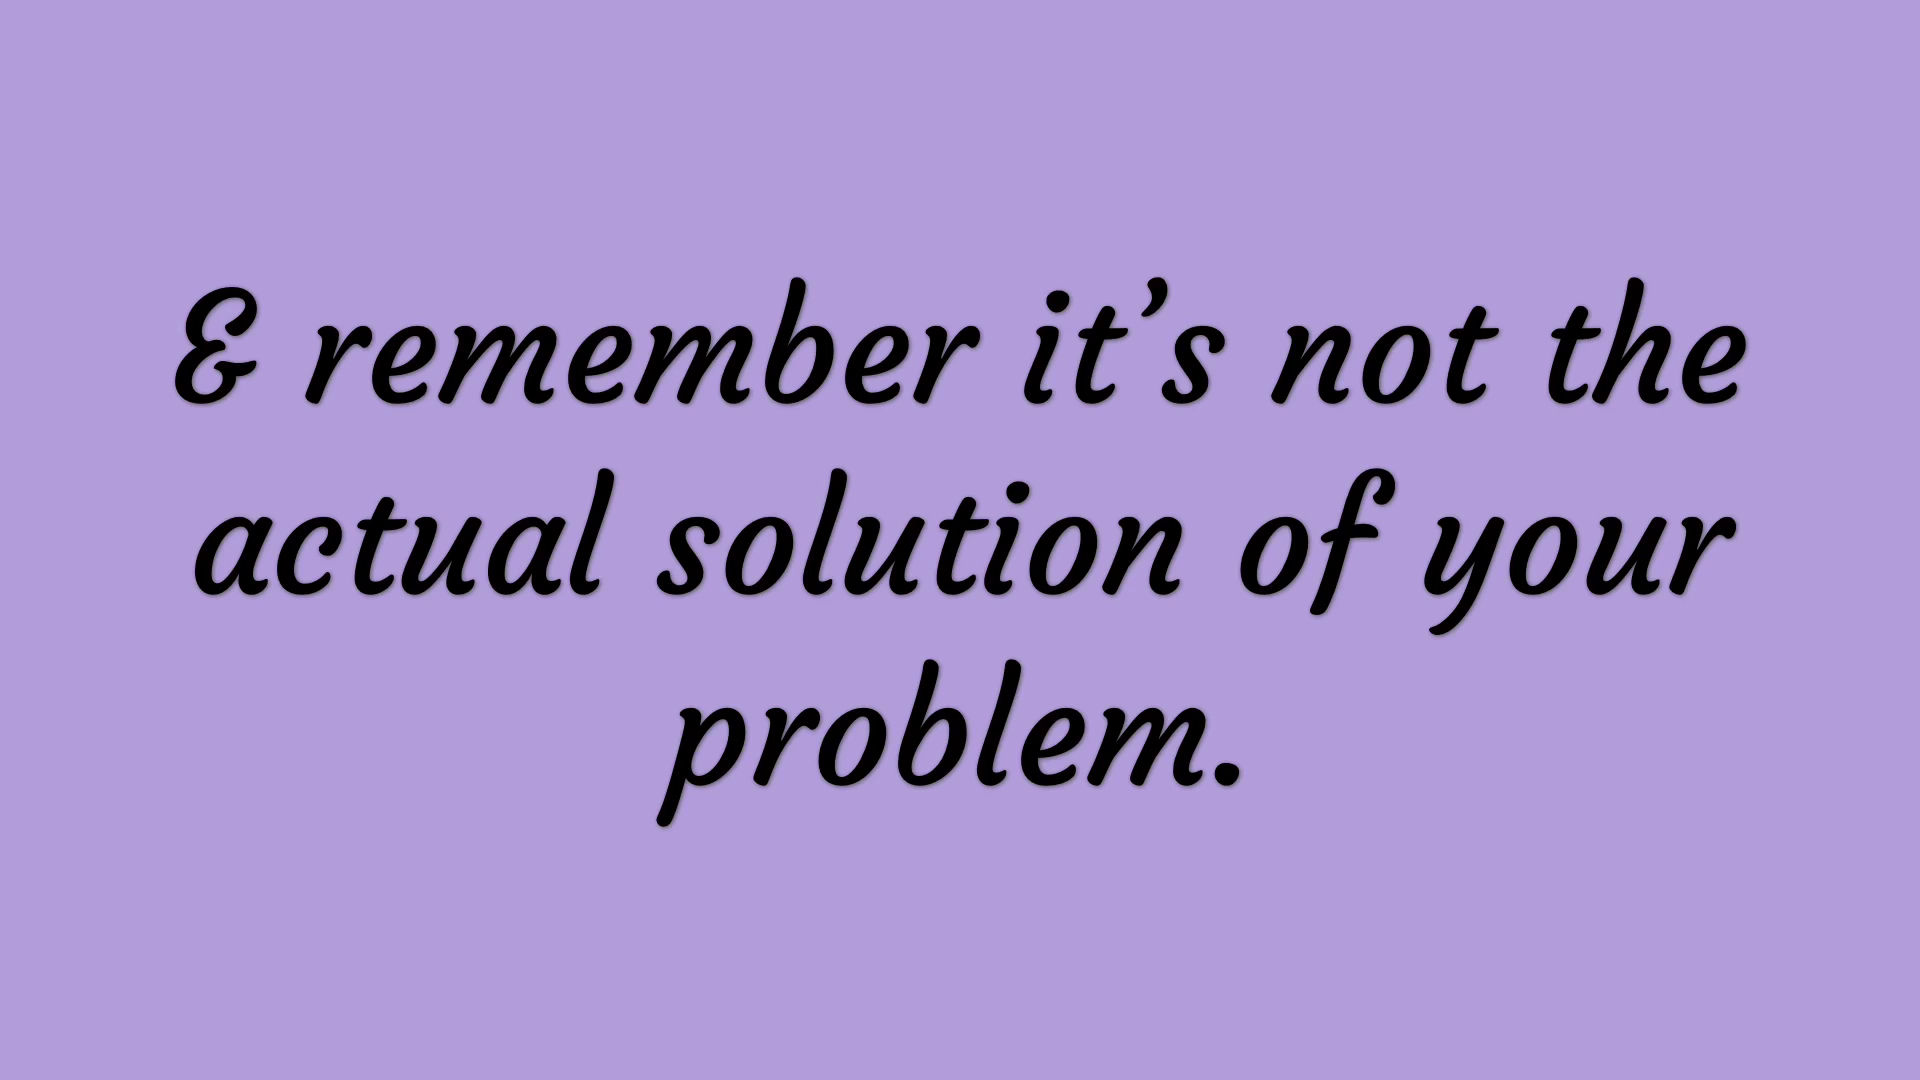 & remember it’s not the
actual solution of your
problem.